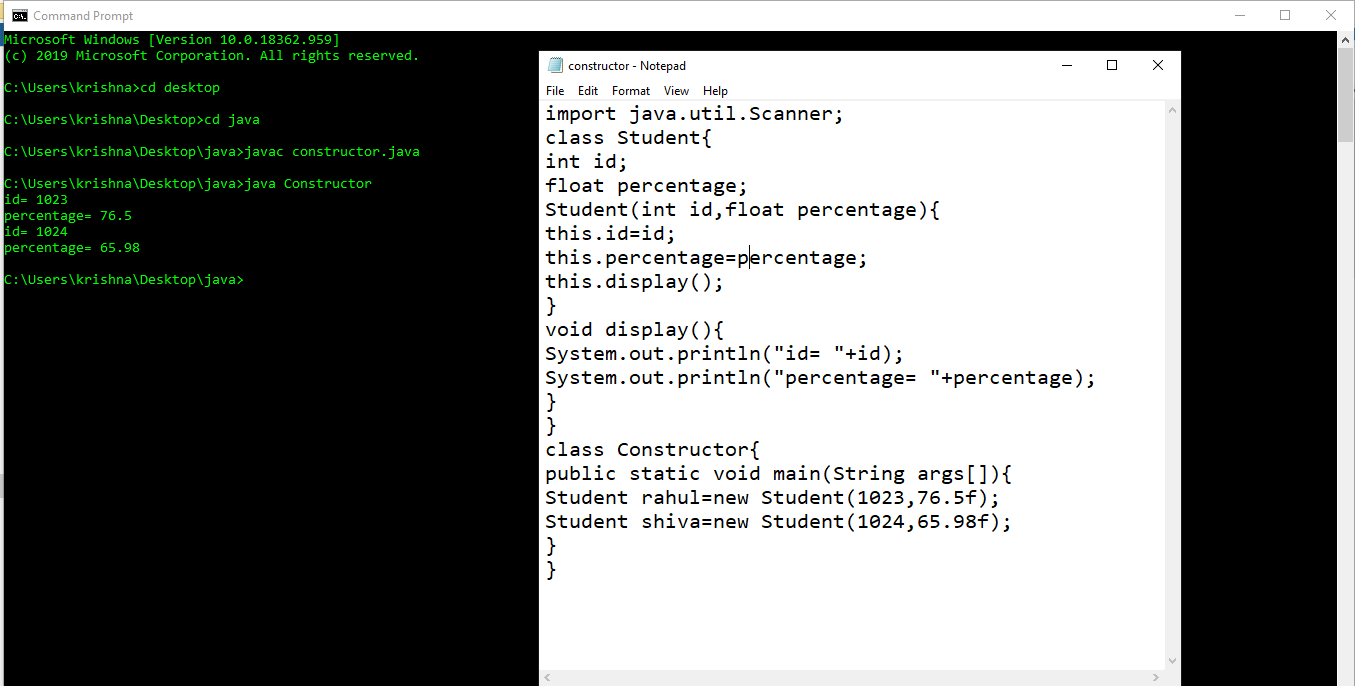 Command Prompt
Microsoft Windows [Version 10.0.18362.959]
(c) 2019 Microsoft Corporation. All rights reserved.
C:\Users\krishna>cd desktop
C:\Users\krishna\Desktop>cd java
C:\Users\krishna\Desktop\java>javac constructor.java
C:\Users\krishna\Desktop\java>java Constructor
id= 1023
percentage= 76.5
id= 1024
percentage= 65.98
C:\Users\krishna\Desktop\java>
constructor - Notepad
File Edit Format View Help
import java.util.Scanner;
class Student{
int id;
float percentage;
Student(int id,float percentage){
this.id=id;
this.percentage=percentage;
this.display();
}
void display(){
System.out.println("id= "+id);
System.out.println("percentage= "+percentage);
}
}
class Constructor{
public static void main(String args[]){
Student rahul=new Student(1023,76.5f);
Student shiva=new Student(1024,65.98f);
}
}